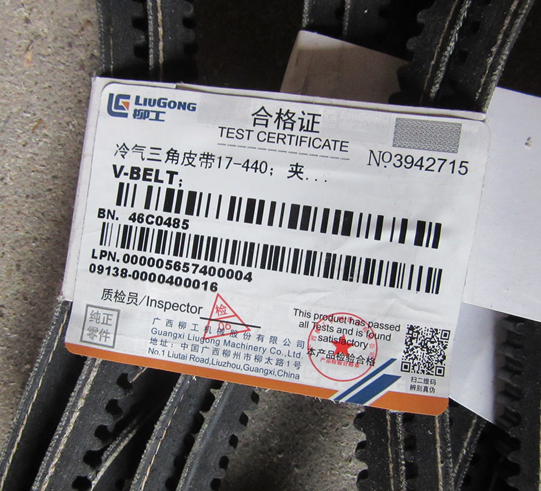 LIUGONG
柳工
合格证
TEST CERTIFICATE
No3942715
冷气三角皮带17-440；夹...
V-BELT;
BN. 46C0485
LPN.000005657400004
09138-0000400016
质检员/Inspector
检
纯正
零件
广西柳工机械股份有限公司
Guangxi Liugong Machinery Co.,Ltd
地址：中国广西柳州市柳太路1号
No.1 Liutai Road,Liuzhou,Guangxi,China
This product has passed
all Tests and is found
satisfactory
本产品检验合格
扫二维码
辨别真伪